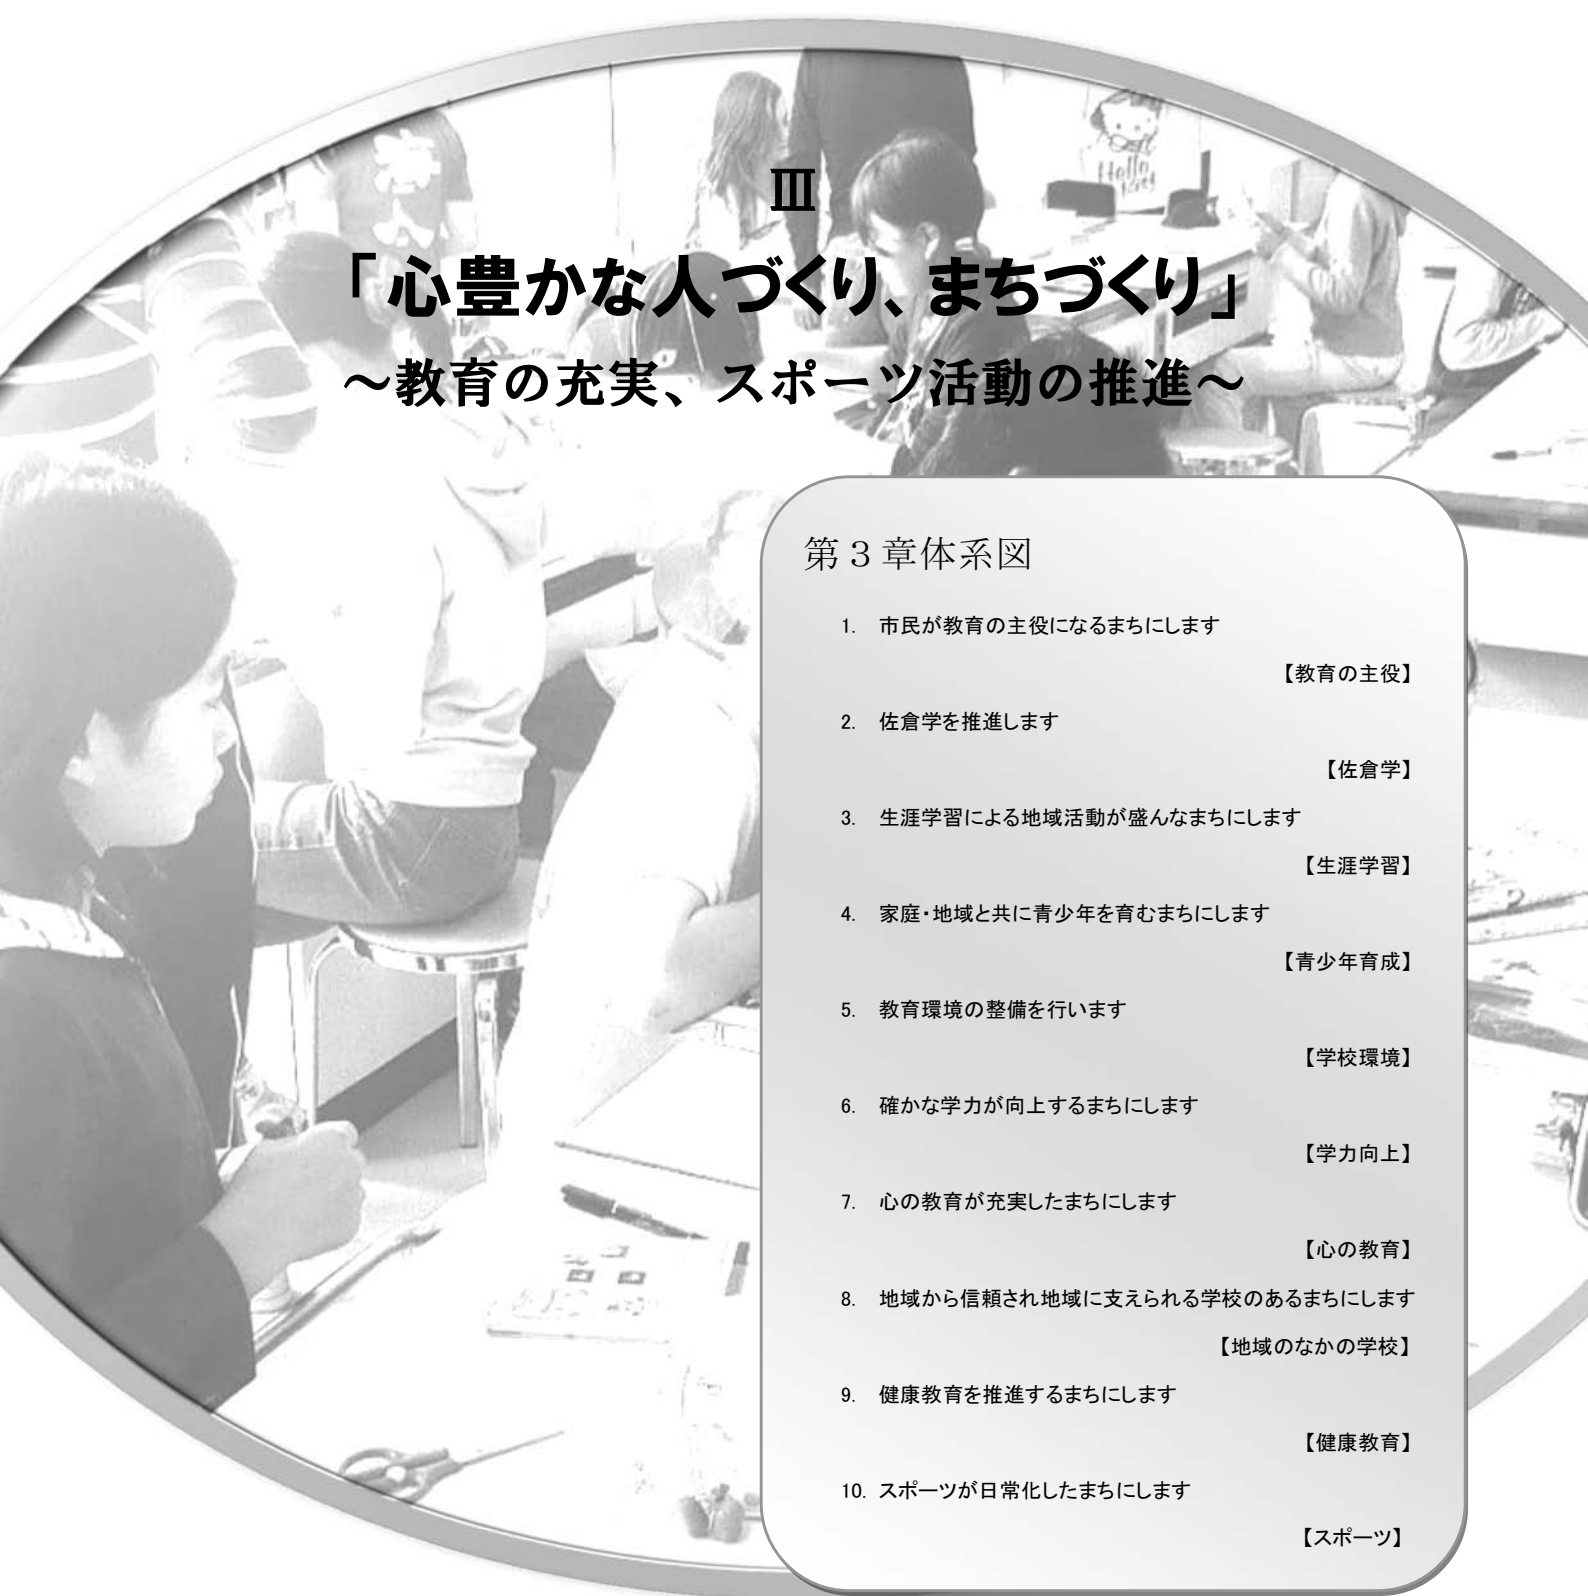 Ⅲ
「心豊かな人づくり、まちづくり」
～教育の充実、スポーツ活動の推進～
Hello
第３章体系図
1. 市民が教育の主役になるまちにします
【教育の主役】
2. 佐倉学を推進します
【佐倉学】
3. 生涯学習による地域活動が盛んなまちにします
【生涯学習】
4. 家庭・地域と共に青少年を育むまちにします
【青少年育成】
5. 教育環境の整備を行います
【学校環境】
6. 確かな学力が向上するまちにします
【学力向上】
7. 心の教育が充実したまちにします
【心の教育】
8. 地域から信頼され地域に支えられる学校のあるまちにします
【地域のなかの学校】
9. 健康教育を推進するまちにします
【健康教育】
10. スポーツが日常化したまちにします
【スポーツ】